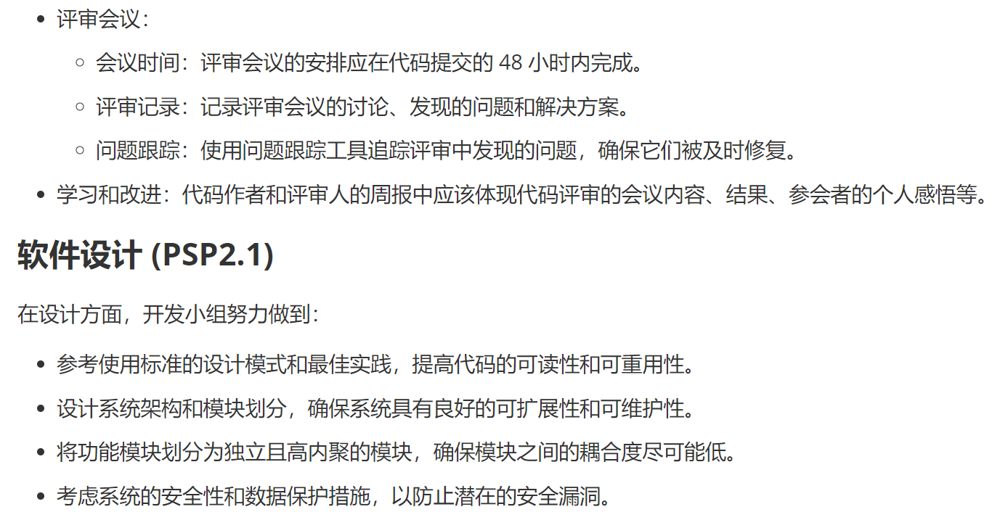 • 评审会议：
○ 会议时间：评审会议的安排应在代码提交的 48 小时内完成。
○ 评审记录：记录评审会议的讨论、发现的问题和解决方案。
○ 问题跟踪：使用问题跟踪工具追踪评审中发现的问题，确保它们被及时修复。
• 学习和改进：代码作者和评审人的周报中应该体现代码评审的会议内容、结果、参会者的个人感悟等。
软件设计 (PSP2.1)
在设计方面，开发小组努力做到：
• 参考使用标准的设计模式和最佳实践，提高代码的可读性和可重用性。
• 设计系统架构和模块划分，确保系统具有良好的可扩展性和可维护性。
• 将功能模块划分为独立且高内聚的模块，确保模块之间的耦合度尽可能低。
• 考虑系统的安全性和数据保护措施，以防止潜在的安全漏洞。